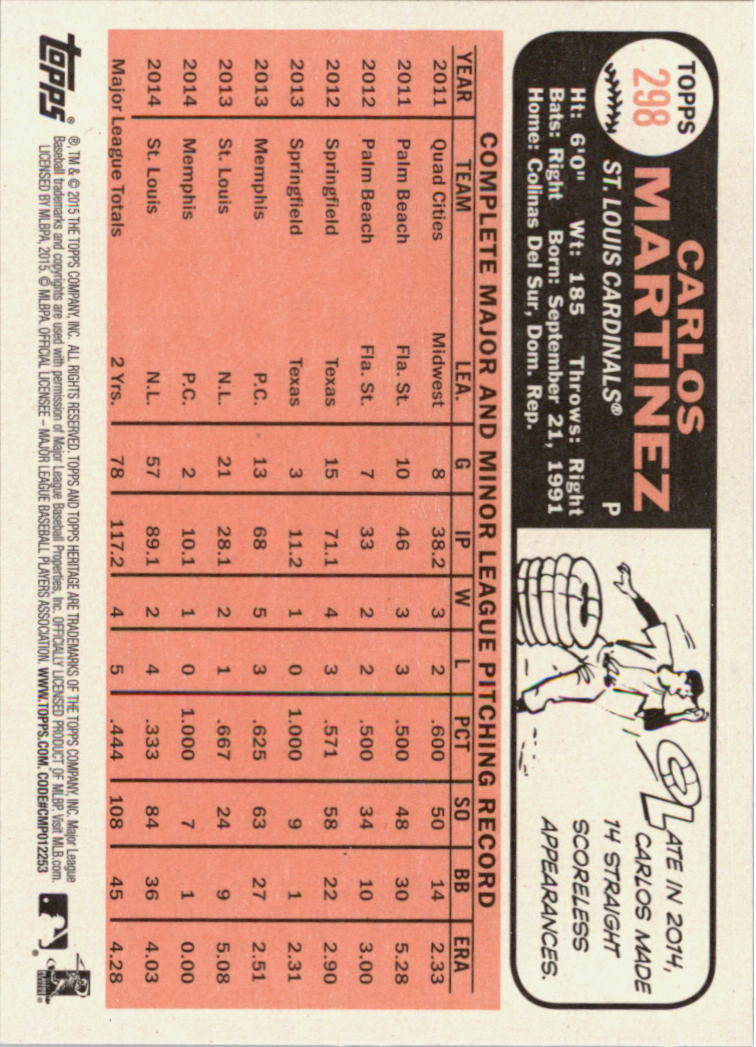 TOPPS
298
CARLOS
MARTINEZ
ST. LOUIS CARDINALS® P
Ht: 6'0" Wt: 185 Throws: Right
Bats: Right Born: September 21, 1991
Home: Colinas Del Sur, Dom. Rep.
LATE IN 2014,
CARLOS MADE
14 STRAIGHT
SCORELESS
APPEARANCES.
COMPLETE MAJOR AND MINOR LEAGUE PITCHING RECORD
YEAR TEAM LEA. G IP W L PCT SO BB ERA
2011 Quad Cities Midwest 8 38.2 3 2 .600 50 14 2.33
2011 Palm Beach Fla. St. 10 46 3 3 .500 48 30 5.28
2012 Palm Beach Fla. St. 7 33 2 2 .500 34 10 3.00
2012 Springfield Texas 15 71.1 4 3 .571 58 22 2.90
2013 Springfield Texas 3 11.2 1 0 1.000 9 1 2.31
2013 Memphis P.C. 13 68 5 3 .625 63 27 2.51
2013 St. Louis N.L. 21 28.1 2 1 .667 24 9 5.08
2014 Memphis P.C. 2 10.1 1 0 1.000 7 1 0.00
2014 St. Louis N.L. 57 89.1 2 4 .333 84 36 4.03
Major League Totals 2 Yrs. 78 117.2 4 5 .444 108 45 4.28
topps®
®, TM & © 2015 THE TOPPS COMPANY, INC. ALL RIGHTS RESERVED. TOPPS AND TOPPS HERITAGE ARE TRADEMARKS OF THE TOPPS COMPANY, INC. Major League
Baseball trademarks and copyrights are used with permission of Major League Baseball Properties, Inc. OFFICIALLY LICENSED PRODUCT OF MLBP. Visit MLB.com.
LICENSED BY MLBPA, 2015. © MLBPA. OFFICIAL LICENSEE – MAJOR LEAGUE BASEBALL PLAYERS ASSOCIATION. WWW.TOPPS.COM. CODE#CMP012253